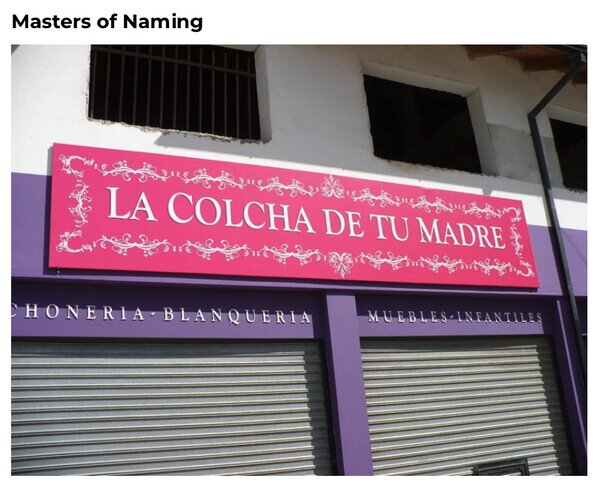 Masters of Naming
LA COLCHA DE TU MADRE
CHONERIA-BLANQUERIA
MUEBLES-INFANTILES